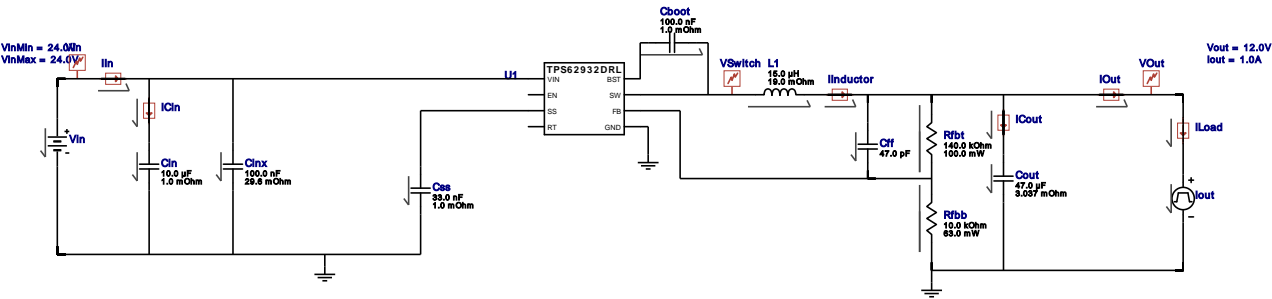 VinMin = 24.0V
VinMax = 24.0V
Vin
IIn
ICin
Vin
Cin
10.0 µF
1.0 mOhm
Cinx
100.0 nF
29.6 mOhm
Css
33.0 nF
1.0 mOhm
U1
TPS62932DRL
VIN
BST
EN
SW
SS
FB
RT
GND
Cboot
100.0 nF
1.0 mOhm
VSwitch
L1
15.0 µH
19.0 mOhm
IInductor
Cff
47.0 pF
Rfbt
140.0 kOhm
100.0 mW
Rfbb
10.0 kOhm
63.0 mW
ICout
Cout
47.0 µF
3.037 mOhm
IOut
VOut
Vout = 12.0V
Iout = 1.0A
ILoad
Iout